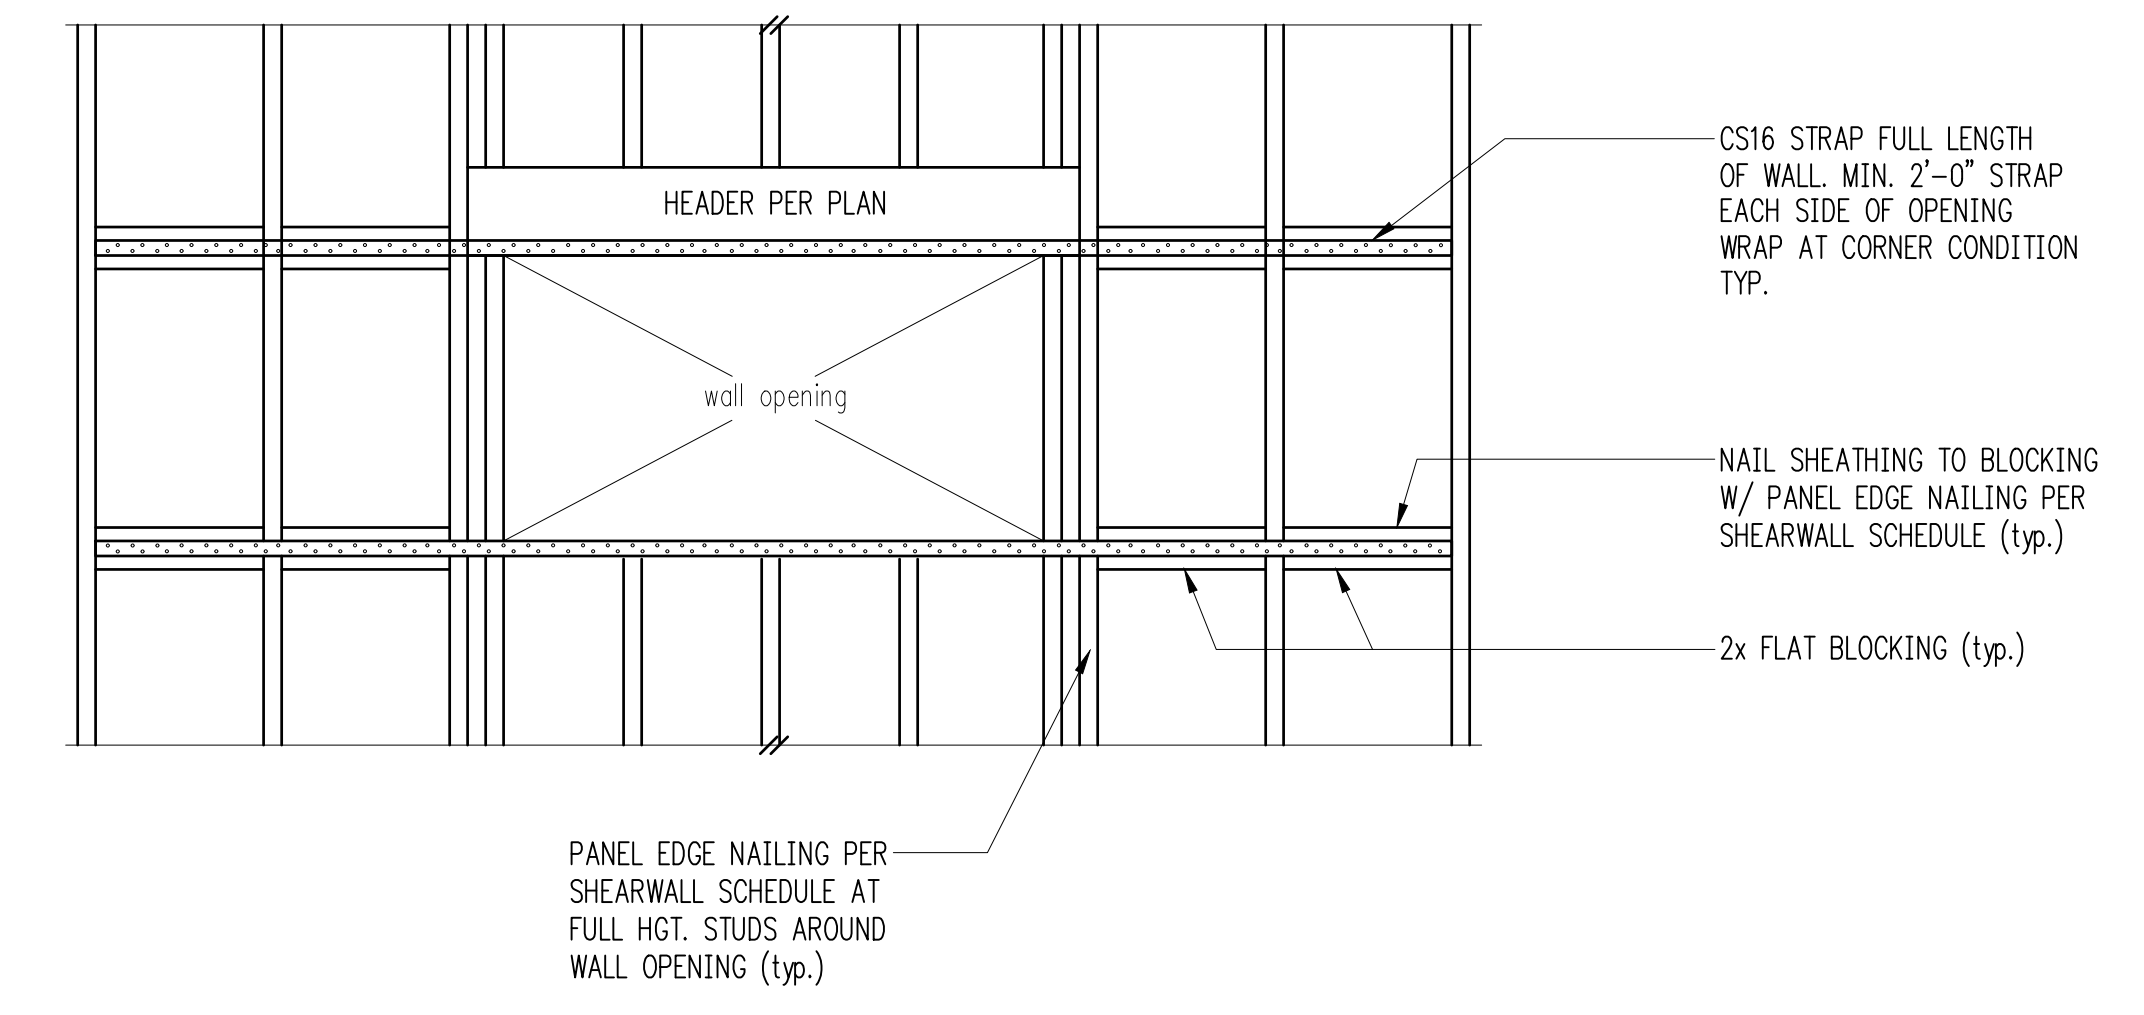 HEADER PER PLAN
wall opening
CS16 STRAP FULL LENGTH
OF WALL. MIN. 2'-0" STRAP
EACH SIDE OF OPENING
WRAP AT CORNER CONDITION
TYP.
NAIL SHEATHING TO BLOCKING
W/ PANEL EDGE NAILING PER
SHEARWALL SCHEDULE (typ.)
2x FLAT BLOCKING (typ.)
PANEL EDGE NAILING PER
SHEARWALL SCHEDULE AT
FULL HGT. STUDS AROUND
WALL OPENING (typ.)